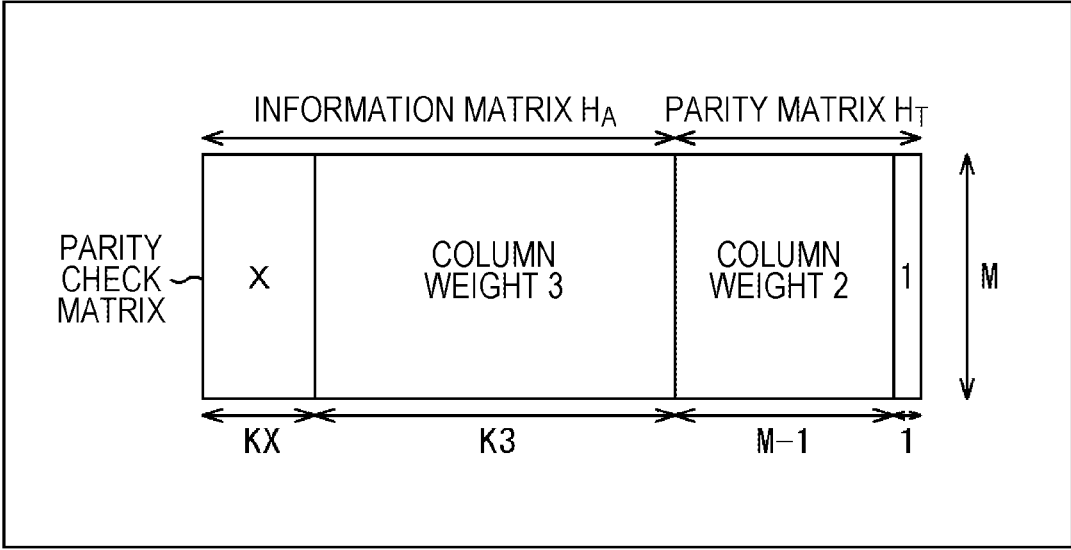 INFORMATION MATRIX HA
PARITY MATRIX HT
PARITY
CHECK
MATRIX
X
COLUMN
WEIGHT 3
COLUMN
WEIGHT 2
1
M
KX
K3
M-1
1